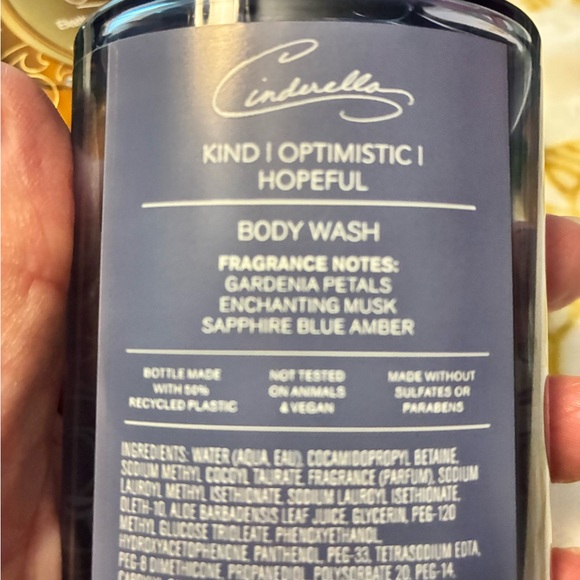 Cinderella
KIND | OPTIMISTIC |
HOPEFUL
BODY WASH
FRAGRANCE NOTES:
GARDENIA PETALS
ENCHANTING MUSK
SAPPHIRE BLUE AMBER
BOTTLE MADE
WITH 50%
RECYCLED PLASTIC
NOT TESTED
ON ANIMALS
& VEGAN
MADE WITHOUT
SULFATES OR
PARABENS
INGREDIENTS: WATER (AQUA, EAU), COCAMIDOPROPYL BETAINE,
SODIUM METHYL COCOYL TAURATE, FRAGRANCE (PARFUM), SODIUM
LAUROYL METHYL ISETHIONATE, SODIUM LAUROYL ISETHIONATE,
OLETH-10, ALOE BARBADENSIS LEAF JUICE, GLYCERIN, PEG-120
METHYL GLUCOSE TRIOLEATE, PHENOXYETHANOL,
HYDROXYACETOPHENONE, PANTHENOL, PEG-33, TETRASODIUM EDTA,
PEG-8 DIMETHICONE, PROPANEDIOL, POLYSORBATE 20, PEG-14,